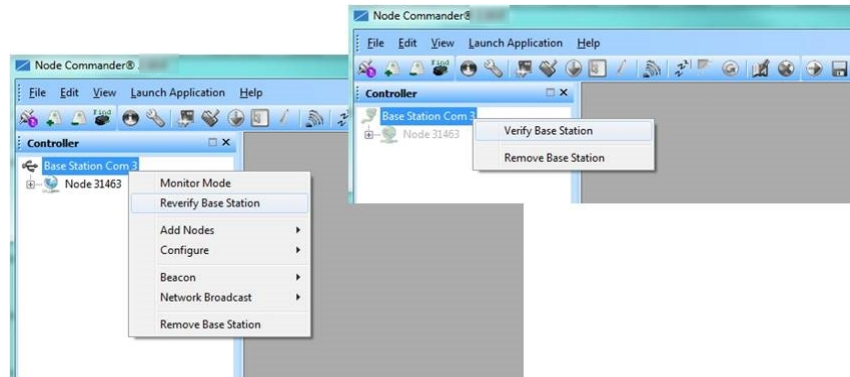 Node Commander®
File Edit View Launch Application Help
Find
Controller
Base Station Com 3
Node 31463
Monitor Mode
Reverify Base Station
Add Nodes
Configure
Beacon
Network Broadcast
Remove Base Station
Node Commander®
File Edit View Launch Application Help
Find
Controller
Base Station Com 3
Node 31463
Verify Base Station
Remove Base Station